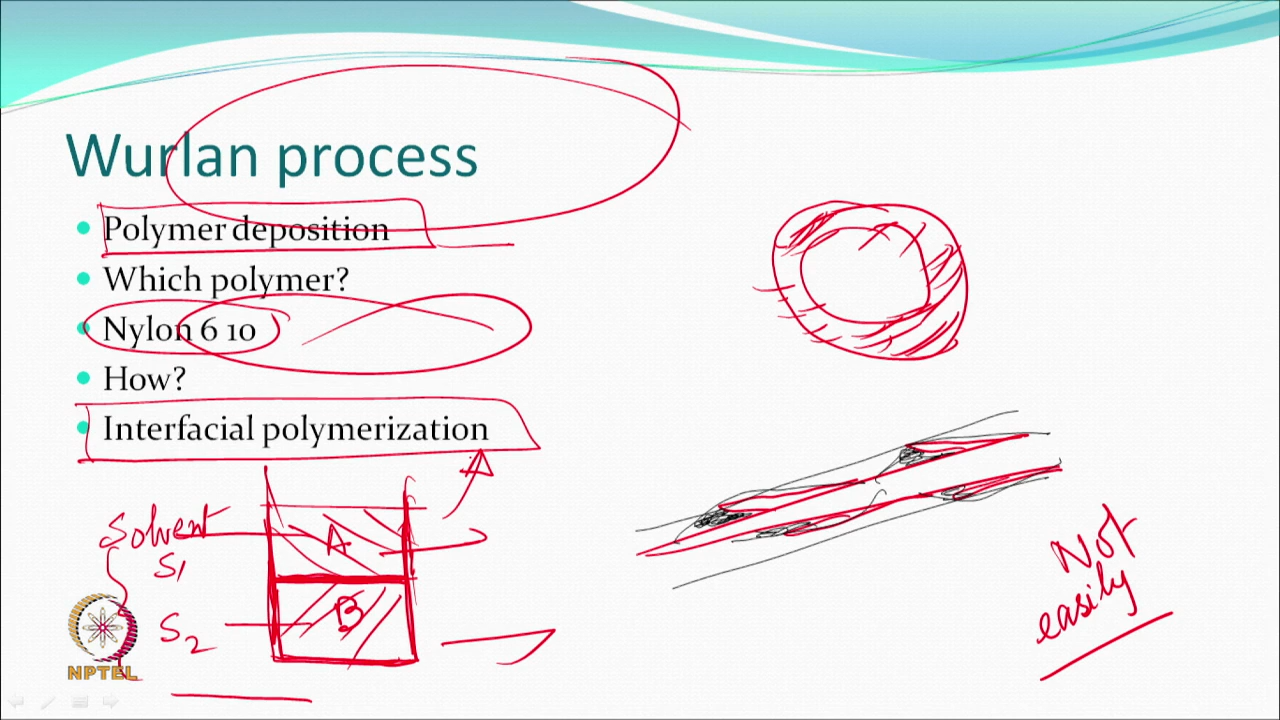 Wurlan process
Polymer deposition
Which polymer?
Nylon 6 10
How?
Interfacial polymerization
Solvent
S1
S2
A
B
Not
easily
NPTEL